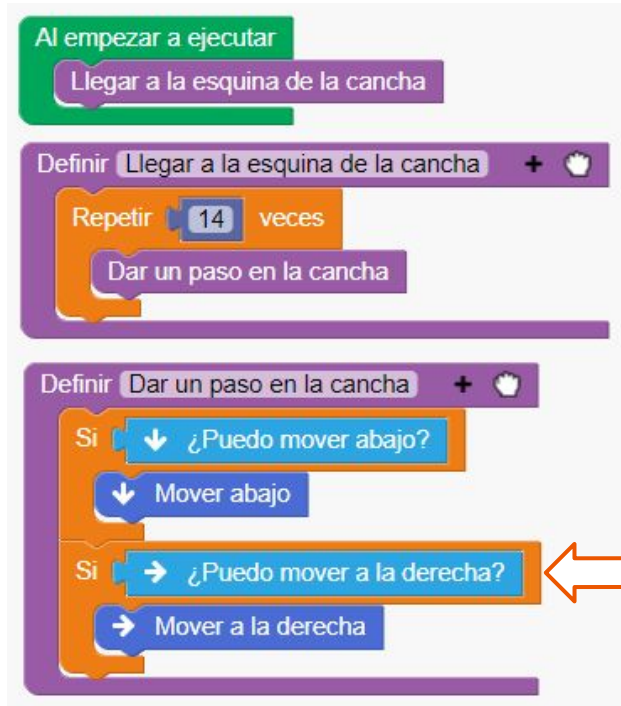 Al empezar a ejecutar
Llegar a la esquina de la cancha
Definir Llegar a la esquina de la cancha +
Repetir 14 veces
Dar un paso en la cancha
Definir Dar un paso en la cancha +
Si ¿Puedo mover abajo?
Mover abajo
Si ¿Puedo mover a la derecha?
Mover a la derecha